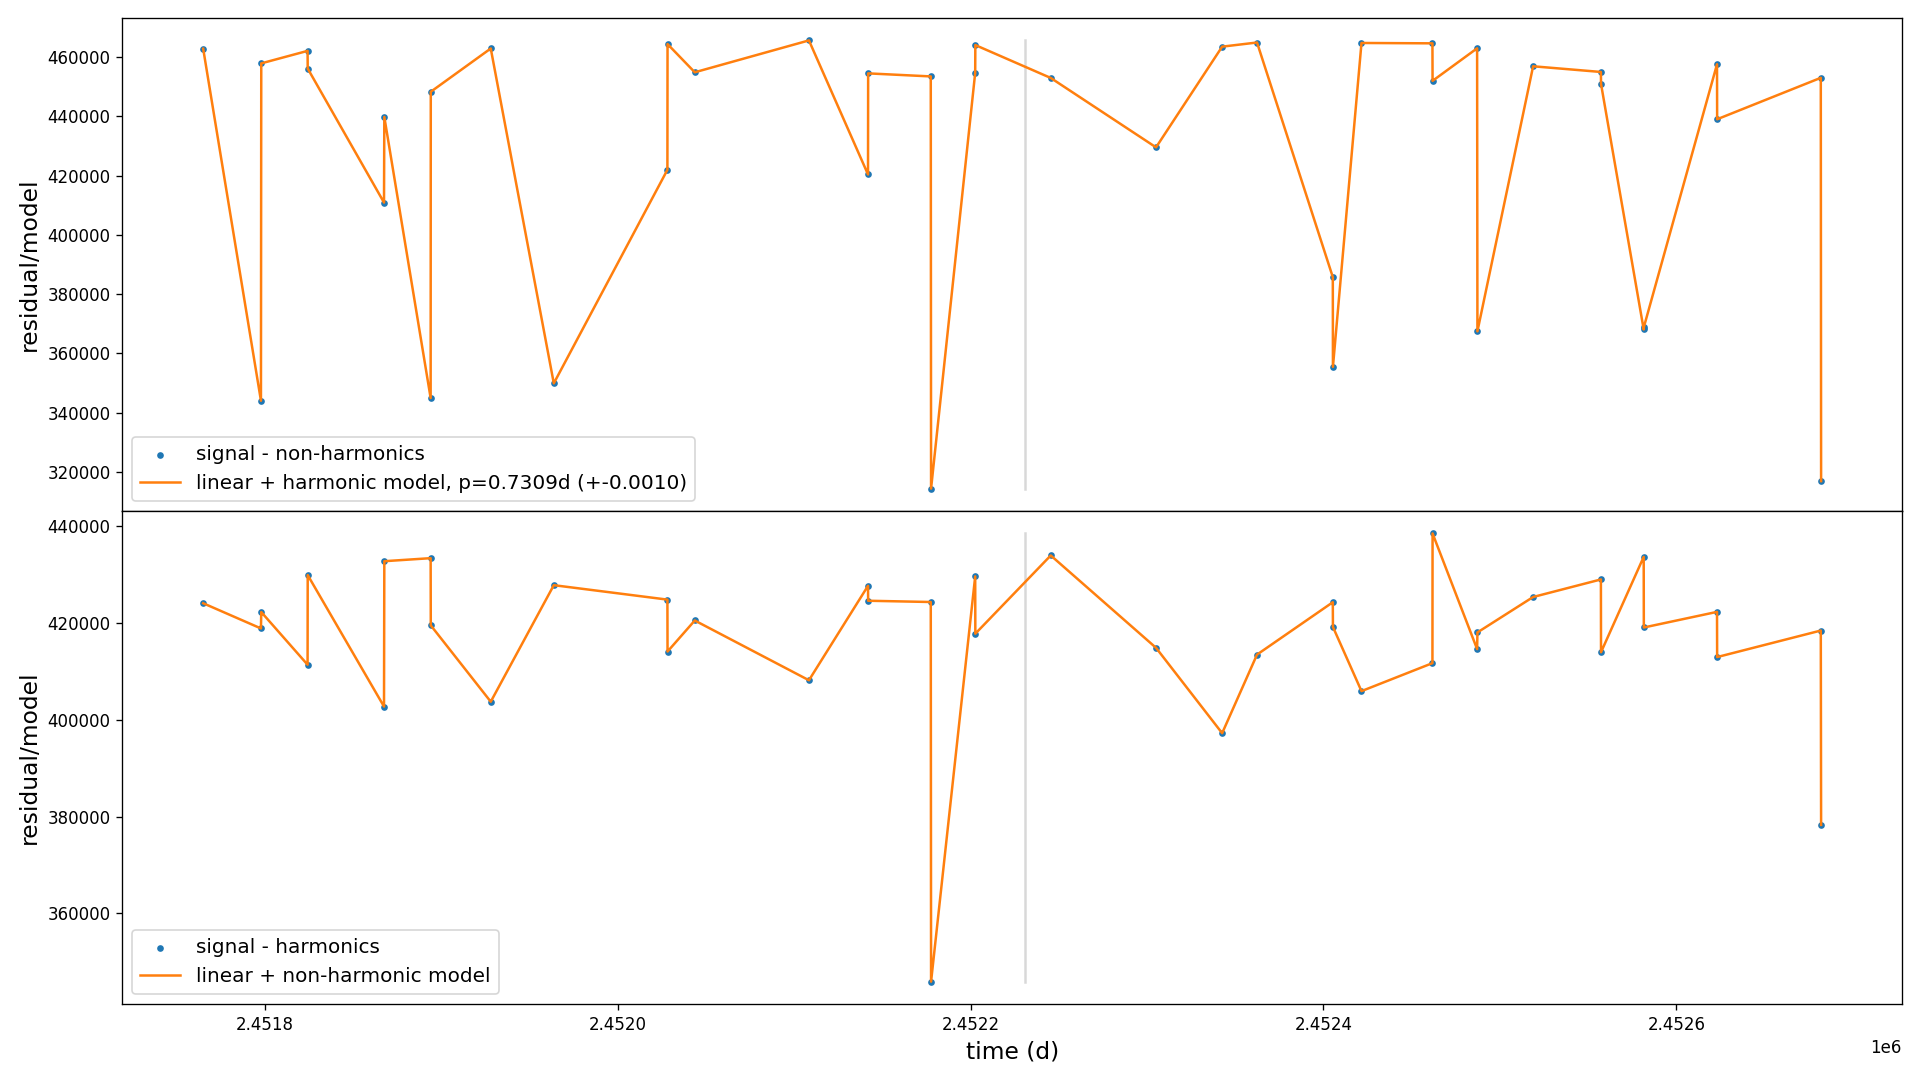 residual/model
460000
440000
420000
400000
380000
360000
340000
320000
signal - non-harmonics
linear + harmonic model, p=0.7309d (+-0.0010)
residual/model
440000
420000
400000
380000
360000
signal - harmonics
linear + non-harmonic model
2.4518 2.4520 2.4522 2.4524 2.4526
time (d)
1e6